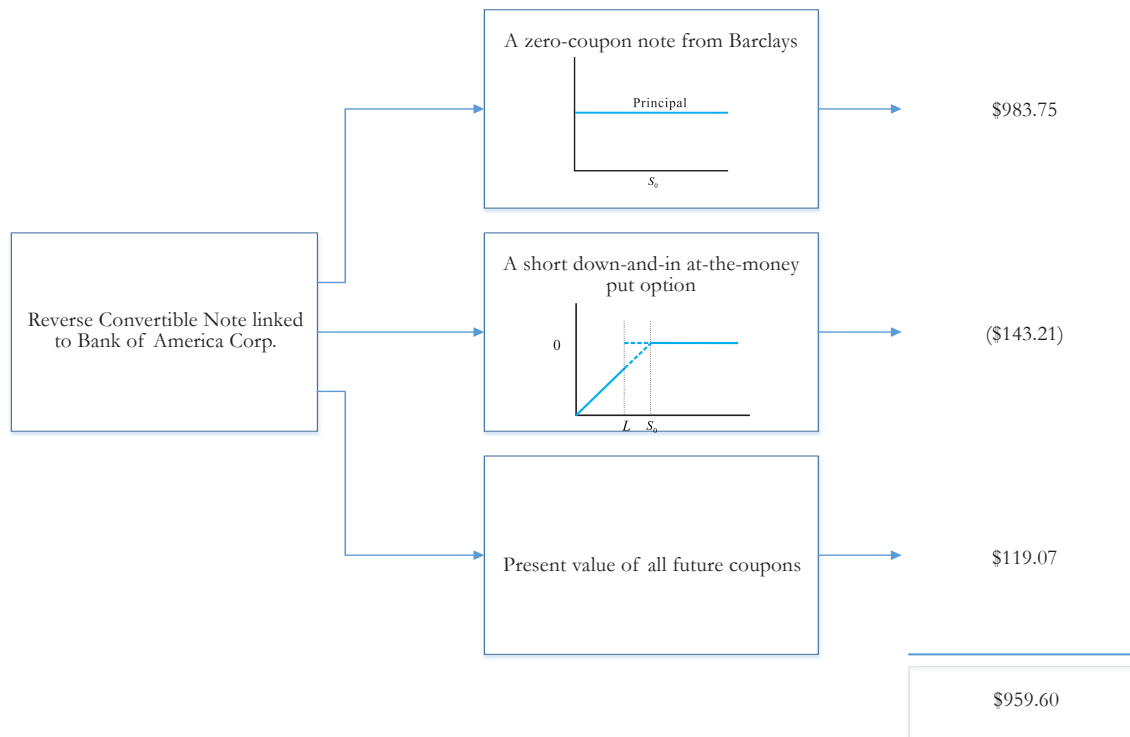 A zero-coupon note from Barclays
Principal
S₀
$983.75
Reverse Convertible Note linked
to Bank of America Corp.
A short down-and-in at-the-money
put option
0
L S₀
($143.21)
Present value of all future coupons
$119.07
$959.60